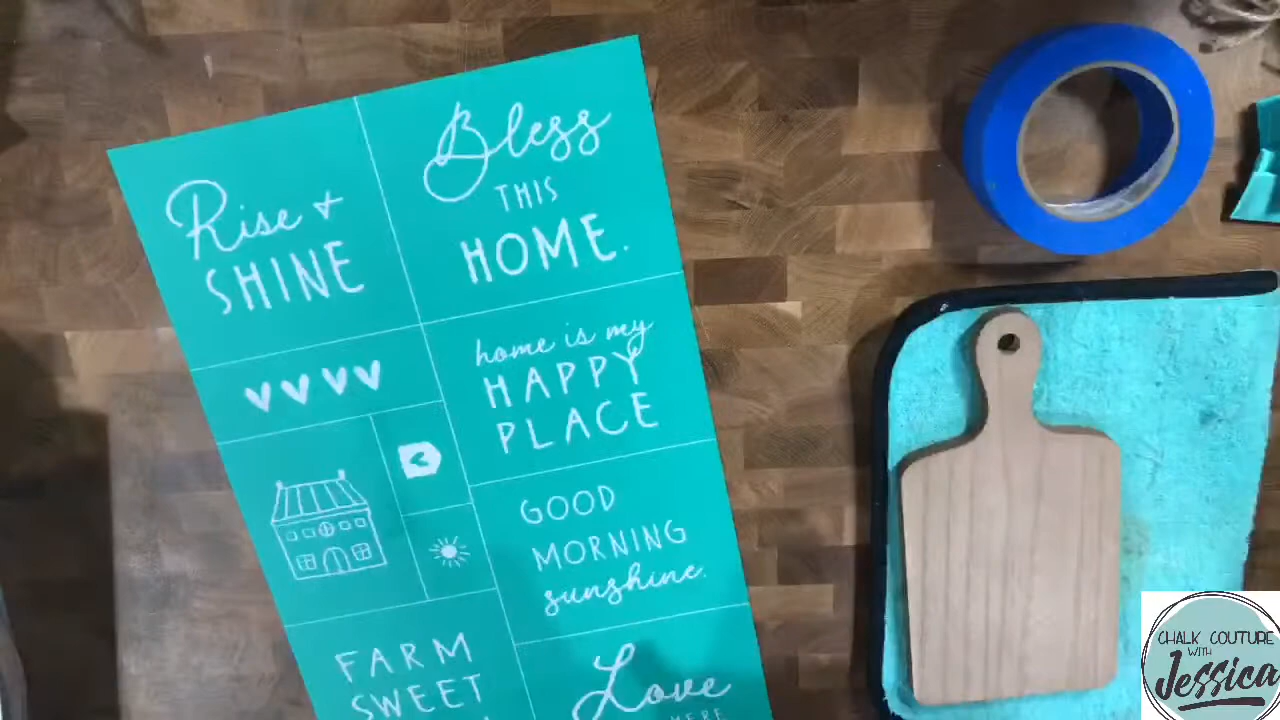 Rise +
SHINE
Bless
THIS
HOME.
home is my
HAPPY
PLACE
GOOD
MORNING
sunshine.
FARM
SWEET
Love
HERE
CHALK COUTURE
WITH
Jessica